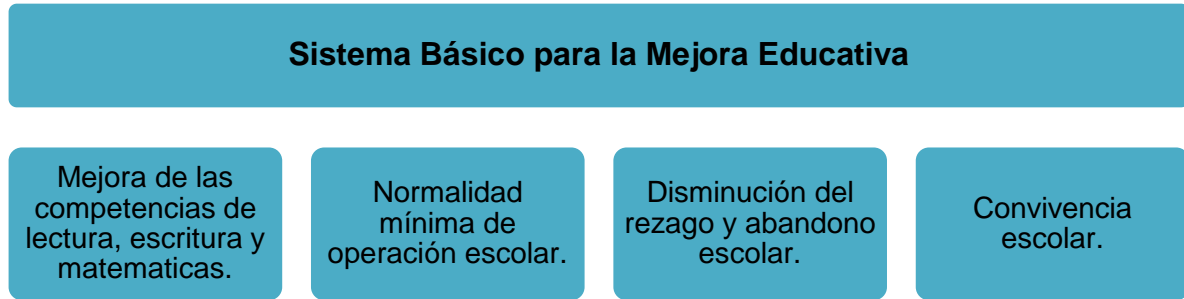 Sistema Básico para la Mejora Educativa
Mejora de las
competencias de
lectura, escritura y
matematicas.
Normalidad
mínima de
operación escolar.
Disminución del
rezago y abandono
escolar.
Convivencia
escolar.